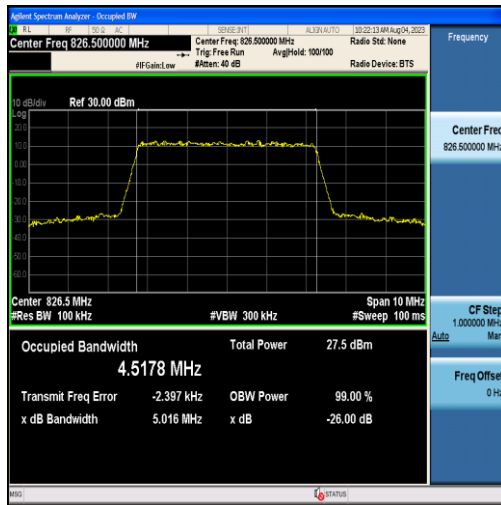 Agilent Spectrum Analyzer - Occupied BW
RL RF 50 Ω AC SENSE:INT ALIGN AUTO 10:22:13 AM Aug 04, 2023
Center Freq 826.500000 MHz Center Freq: 826.500000 MHz Radio Std: None Frequency
Trig: Free Run Avg|Hold: 100/100
#IFGain:Low #Atten: 40 dB Radio Device: BTS
10 dB/div Ref 30.00 dBm
Log
20.0
10.0
0.00
-10.0
-20.0
-30.0
-40.0
-50.0
-60.0
Center Freq
826.500000 MHz
Center 826.5 MHz Span 10 MHz
#Res BW 100 kHz #VBW 300 kHz #Sweep 100 ms
CF Step
1.000000 MHz
Auto Man
Occupied Bandwidth Total Power 27.5 dBm
4.5178 MHz
Transmit Freq Error -2.397 kHz OBW Power 99.00 %
x dB Bandwidth 5.016 MHz x dB -26.00 dB
Freq Offset
0 Hz
MSG STATUS